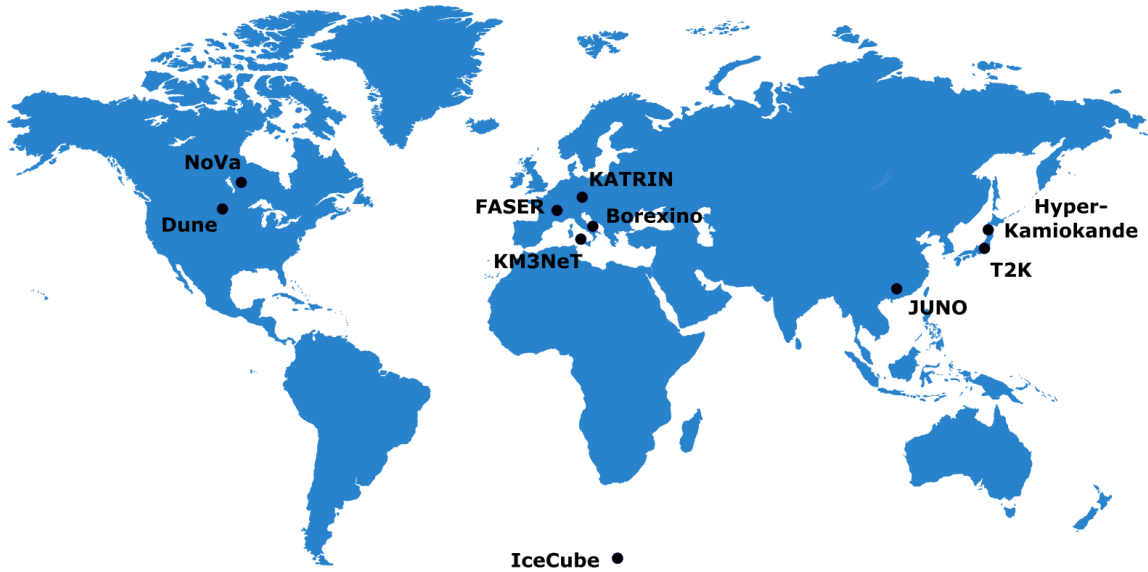 NoVa
KATRIN
FASER
Hyper-
Borexino
Dune
Kamiokande
KM3NeT
T2K
JUNO
IceCube